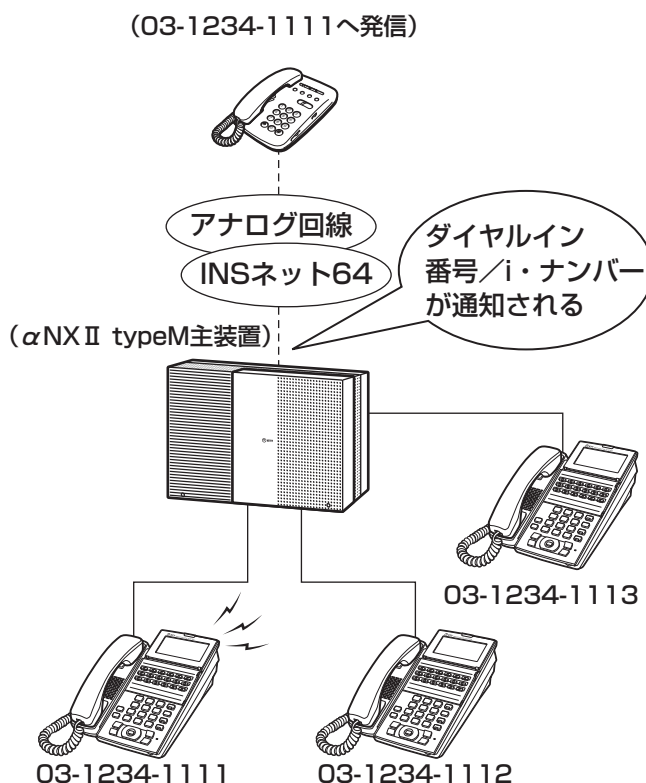 （03-1234-1111へ発信）
アナログ回線
INSネット64
ダイヤルイン
番号／i・ナンバー
が通知される
（αNXⅡ typeM主装置）
03-1234-1113
03-1234-1111
03-1234-1112